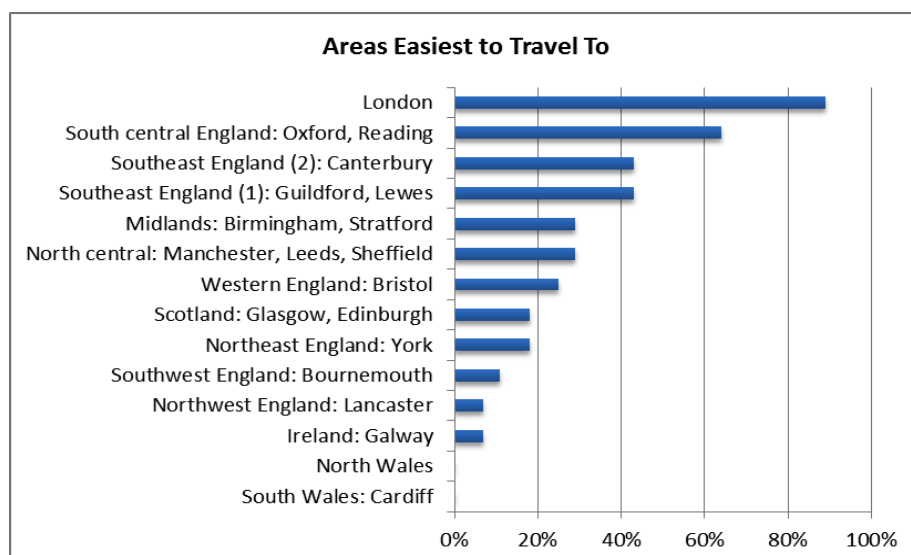 Areas Easiest to Travel To
London
South central England: Oxford, Reading
Southeast England (2): Canterbury
Southeast England (1): Guildford, Lewes
Midlands: Birmingham, Stratford
North central: Manchester, Leeds, Sheffield
Western England: Bristol
Scotland: Glasgow, Edinburgh
Northeast England: York
Southwest England: Bournemouth
Northwest England: Lancaster
Ireland: Galway
North Wales
South Wales: Cardiff
0% 20% 40% 60% 80% 100%